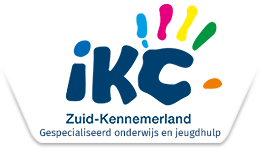 iKC
Zuid-Kennemerland
Gespecialiseerd onderwijs en jeugdhulp